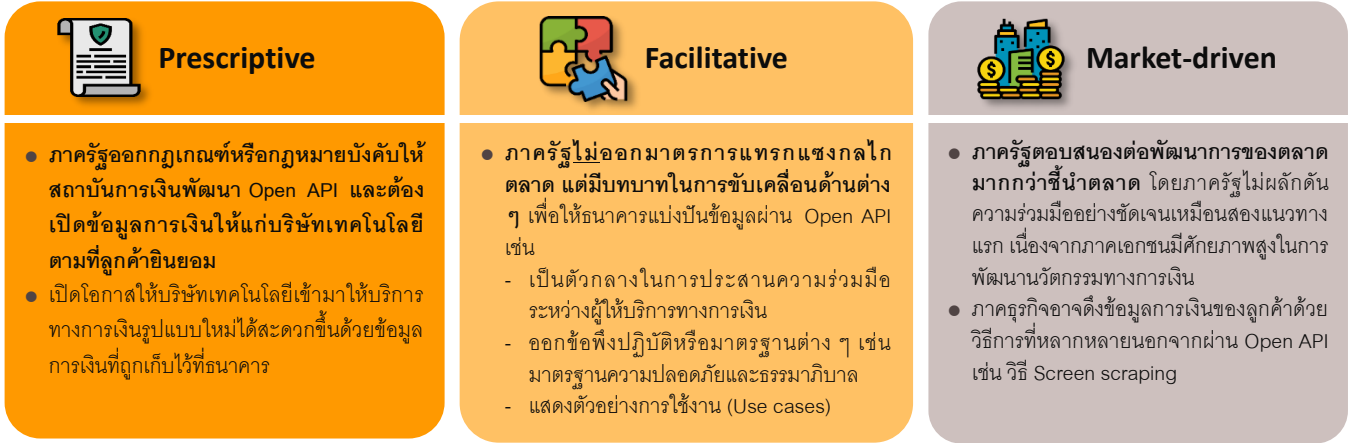 Prescriptive
● ภาครัฐออกกฎเกณฑ์หรือกฎหมายบังคับให้
สถาบันการเงินพัฒนา Open API และต้อง
เปิดข้อมูลการเงินให้แก่บริษัทเทคโนโลยี
ตามที่ลูกค้ายินยอม
● เปิดโอกาสให้บริษัทเทคโนโลยีเข้ามาให้บริการ
ทางการเงินรูปแบบใหม่ได้สะดวกขึ้นด้วยข้อมูล
การเงินที่ถูกเก็บไว้ที่ธนาคาร
Facilitative
● ภาครัฐไม่ออกมาตรการแทรกแซงกลไก
ตลาด แต่มีบทบาทในการขับเคลื่อนด้านต่าง
ๆ เพื่อให้ธนาคารแบ่งปันข้อมูลผ่าน Open API
เช่น
- เป็นตัวกลางในการประสานความร่วมมือ
ระหว่างผู้ให้บริการทางการเงิน
- ออกข้อพึงปฏิบัติหรือมาตรฐานต่าง ๆ เช่น
มาตรฐานความปลอดภัยและธรรมาภิบาล
- แสดงตัวอย่างการใช้งาน (Use cases)
Market-driven
● ภาครัฐตอบสนองต่อพัฒนาการของตลาด
มากกว่าชี้นำตลาด โดยภาครัฐไม่ผลักดัน
ความร่วมมืออย่างชัดเจนเหมือนสองแนวทาง
แรก เนื่องจากภาคเอกชนมีศักยภาพสูงในการ
พัฒนานวัตกรรมทางการเงิน
● ภาคธุรกิจอาจดึงข้อมูลการเงินของลูกค้าด้วย
วิธีการที่หลากหลายนอกจากผ่าน Open API
เช่น วิธี Screen scraping